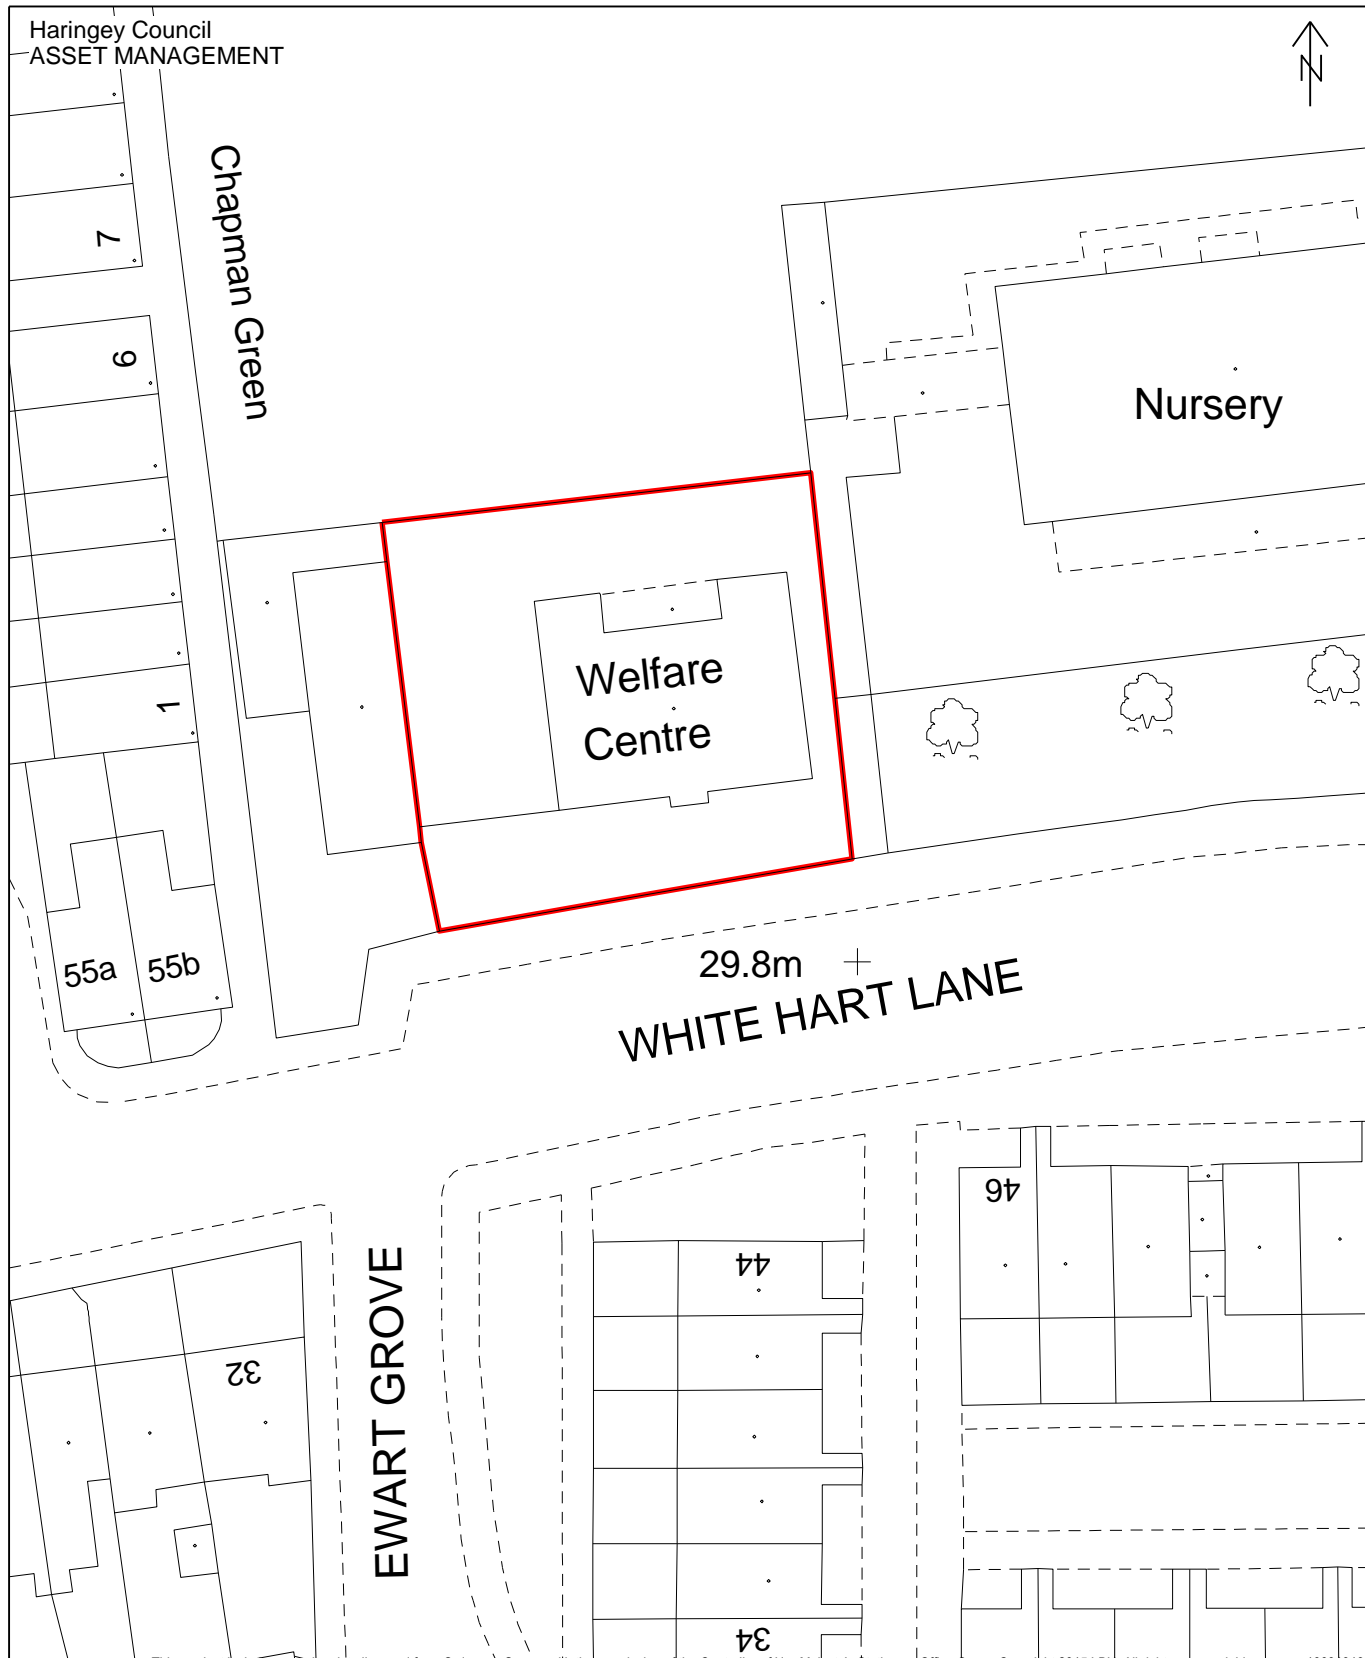 Haringey Council
ASSET MANAGEMENT
N
Chapman Green
7
6
1
Nursery
Welfare
Centre
55a
55b
29.8m
WHITE HART LANE
EWART GROVE
46
44
32
34